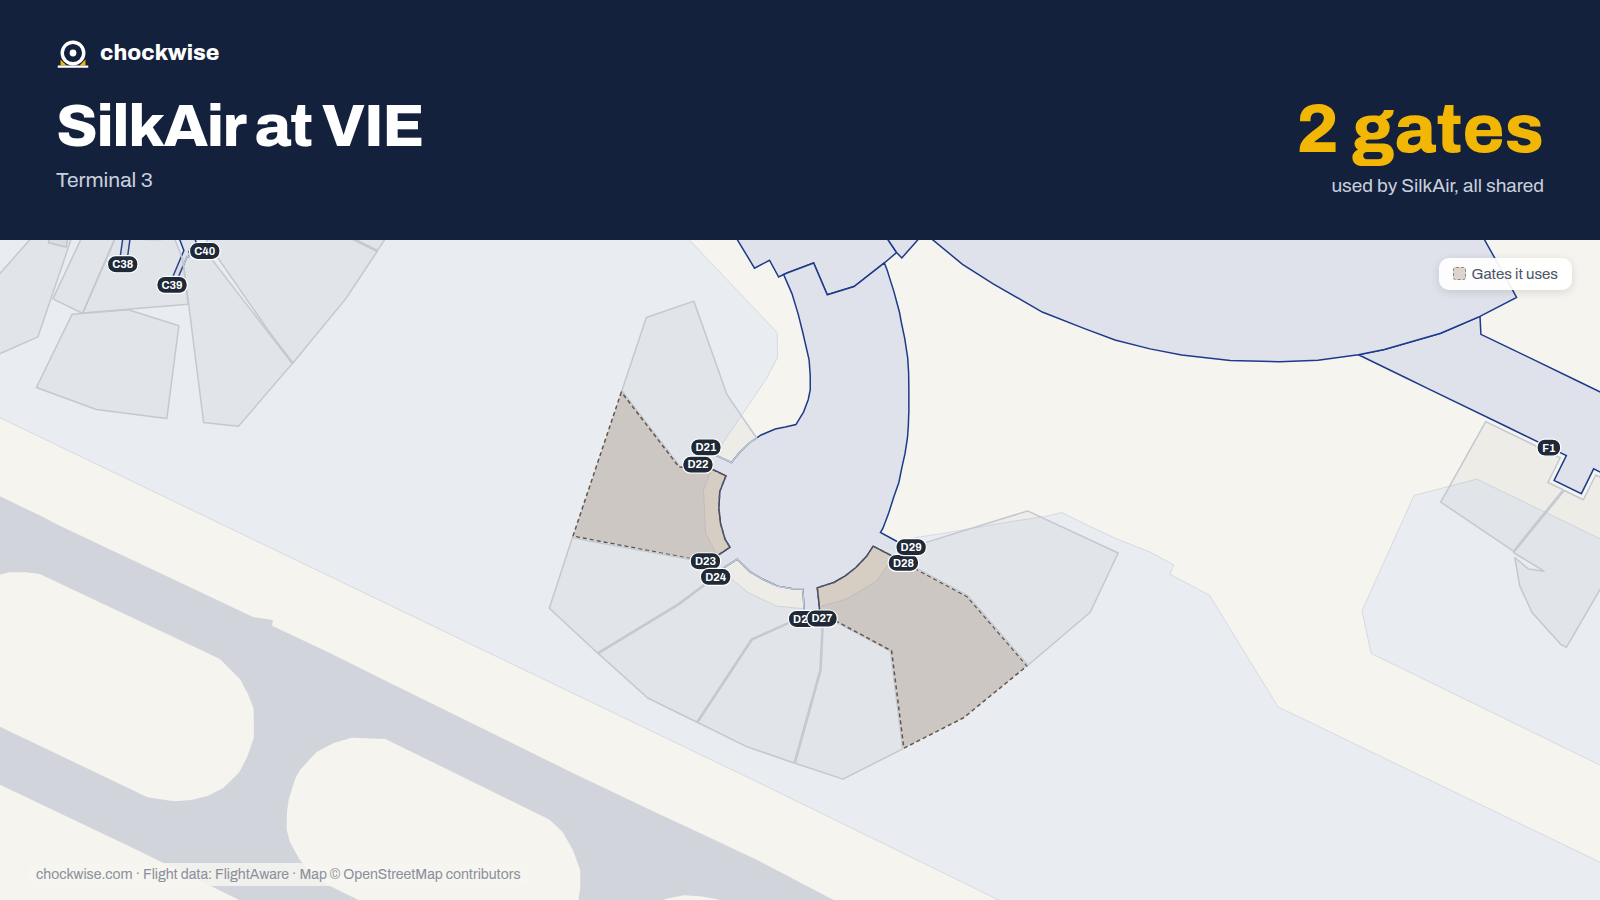 chockwise
SilkAir at VIE
Terminal 3
2 gates
used by SilkAir, all shared
Gates it uses
C38
C39
C40
D21
D22
D23
D24
D27
D28
D29
F1
chockwise.com · Flight data: FlightAware · Map © OpenStreetMap contributors